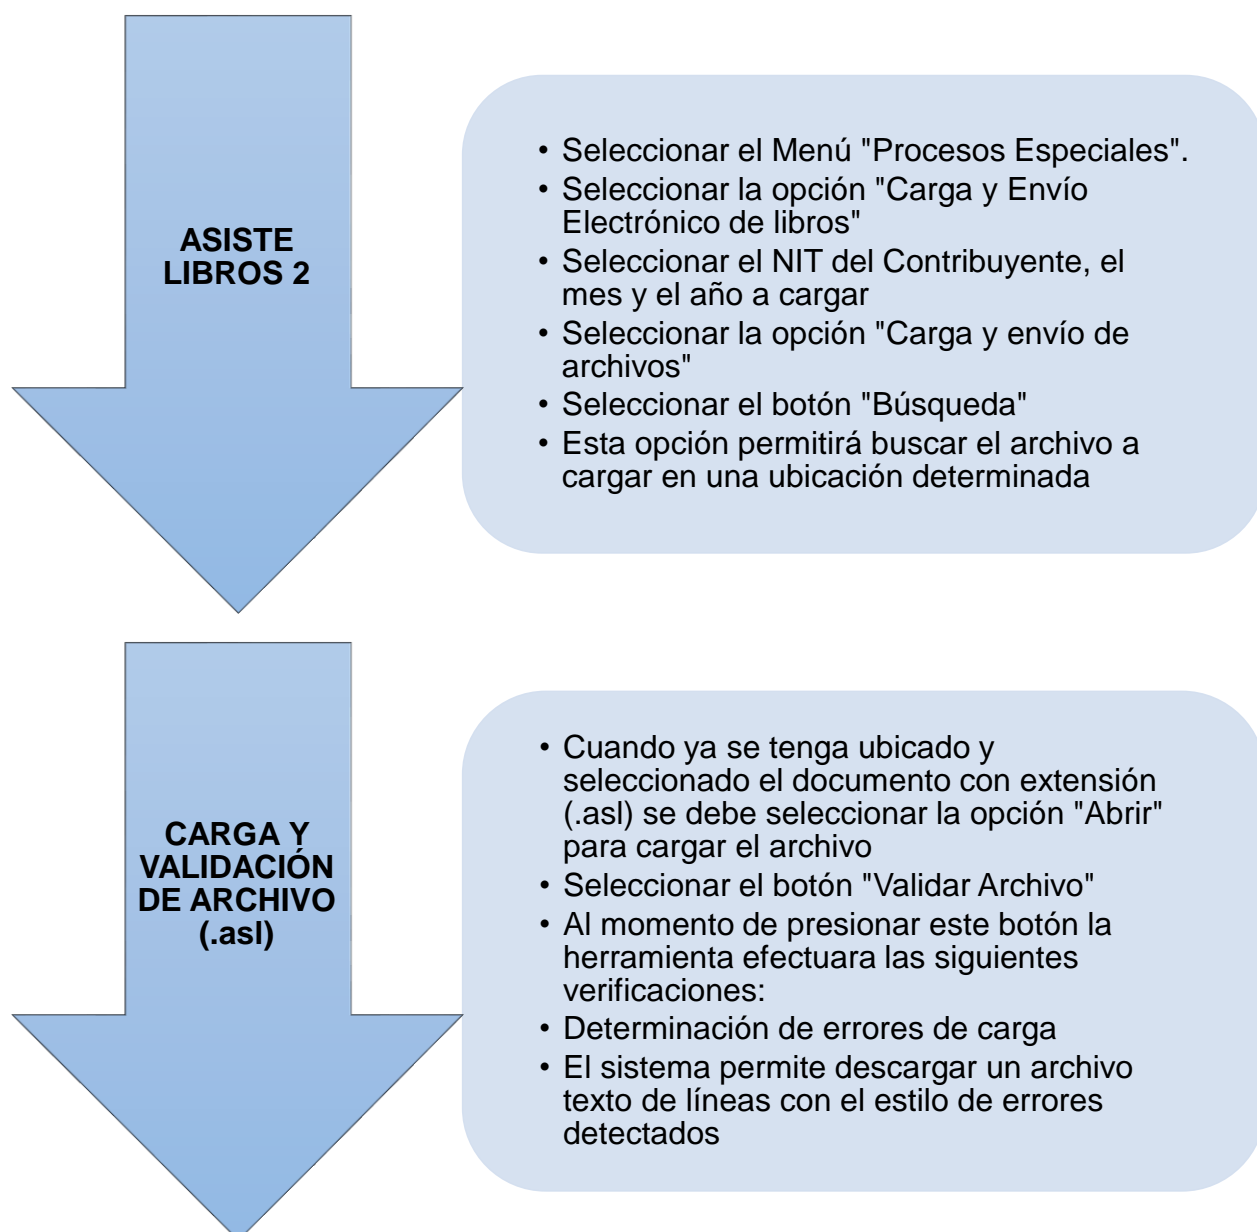 ASISTE
LIBROS 2
• Seleccionar el Menú "Procesos Especiales".
• Seleccionar la opción "Carga y Envío
Electrónico de libros"
• Seleccionar el NIT del Contribuyente, el
mes y el año a cargar
• Seleccionar la opción "Carga y envío de
archivos"
• Seleccionar el botón "Búsqueda"
• Esta opción permitirá buscar el archivo a
cargar en una ubicación determinada
CARGA Y
VALIDACIÓN
DE ARCHIVO
(.asl)
• Cuando ya se tenga ubicado y
seleccionado el documento con extensión
(.asl) se debe seleccionar la opción "Abrir"
para cargar el archivo
• Seleccionar el botón "Validar Archivo"
• Al momento de presionar este botón la
herramienta efectuara las siguientes
verificaciones:
• Determinación de errores de carga
• El sistema permite descargar un archivo
texto de líneas con el estilo de errores
detectados